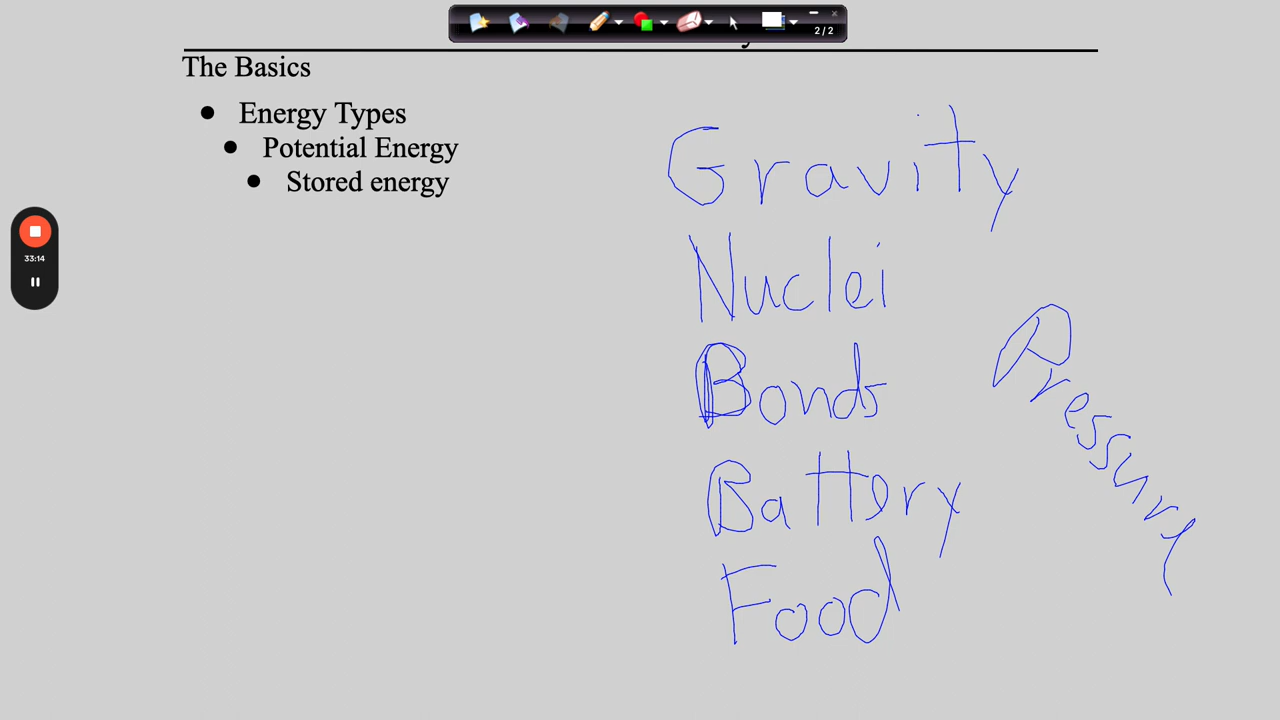 2/2
The Basics
● Energy Types
● Potential Energy
● Stored energy
33:14
Gravity
Nuclei
Bonds
Battery
Food
Pressure